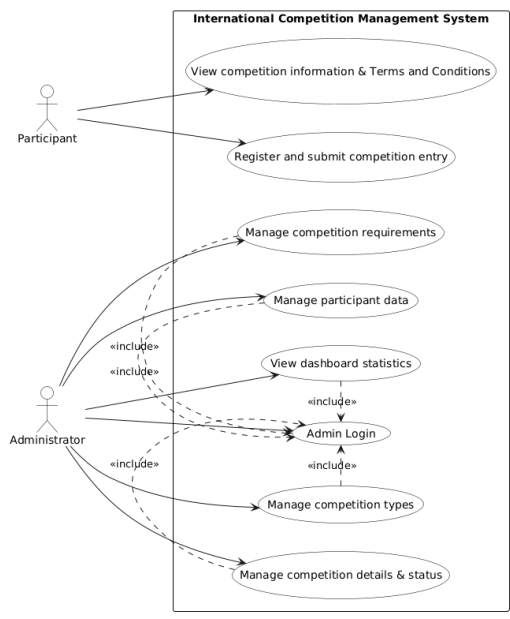 International Competition Management System
View competition information & Terms and Conditions
Participant
Register and submit competition entry
Manage competition requirements
Manage participant data
«include»
View dashboard statistics
«include»
«include»
Administrator
Admin Login
«include»
«include»
Manage competition types
Manage competition details & status